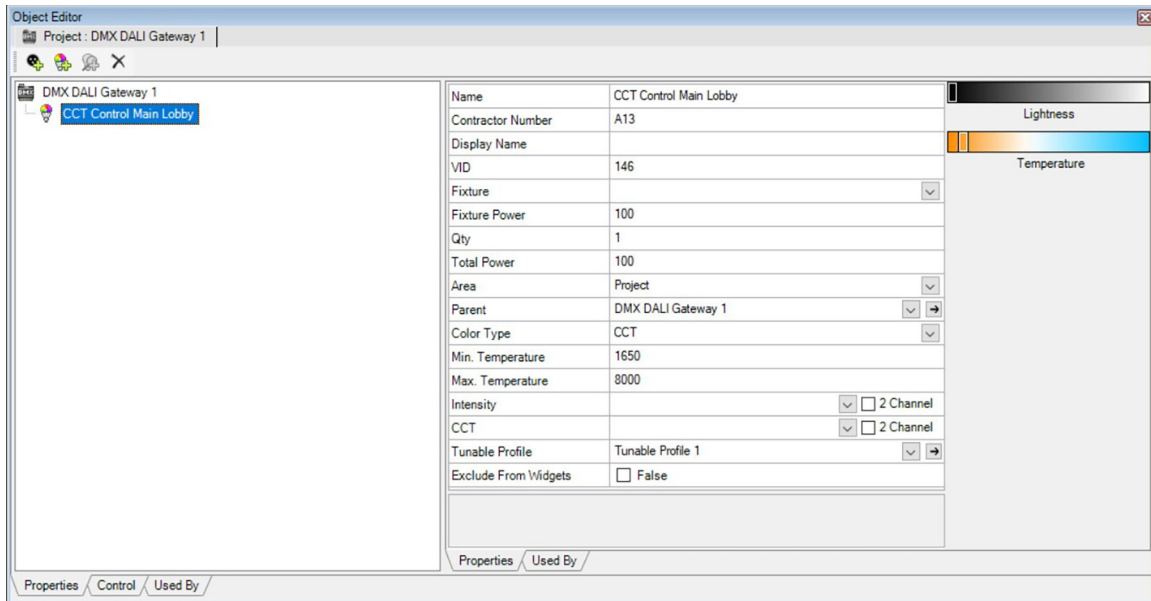 Object Editor
Project : DMX DALI Gateway 1
DMX DALI Gateway 1
CCT Control Main Lobby
Name CCT Control Main Lobby
Contractor Number A13
Display Name
VID 146
Fixture
Fixture Power 100
Qty 1
Total Power 100
Area Project
Parent DMX DALI Gateway 1
Color Type CCT
Min. Temperature 1650
Max. Temperature 8000
Intensity 2 Channel
CCT 2 Channel
Tunable Profile Tunable Profile 1
Exclude From Widgets False
Lightness
Temperature
Properties Used By
Properties Control Used By